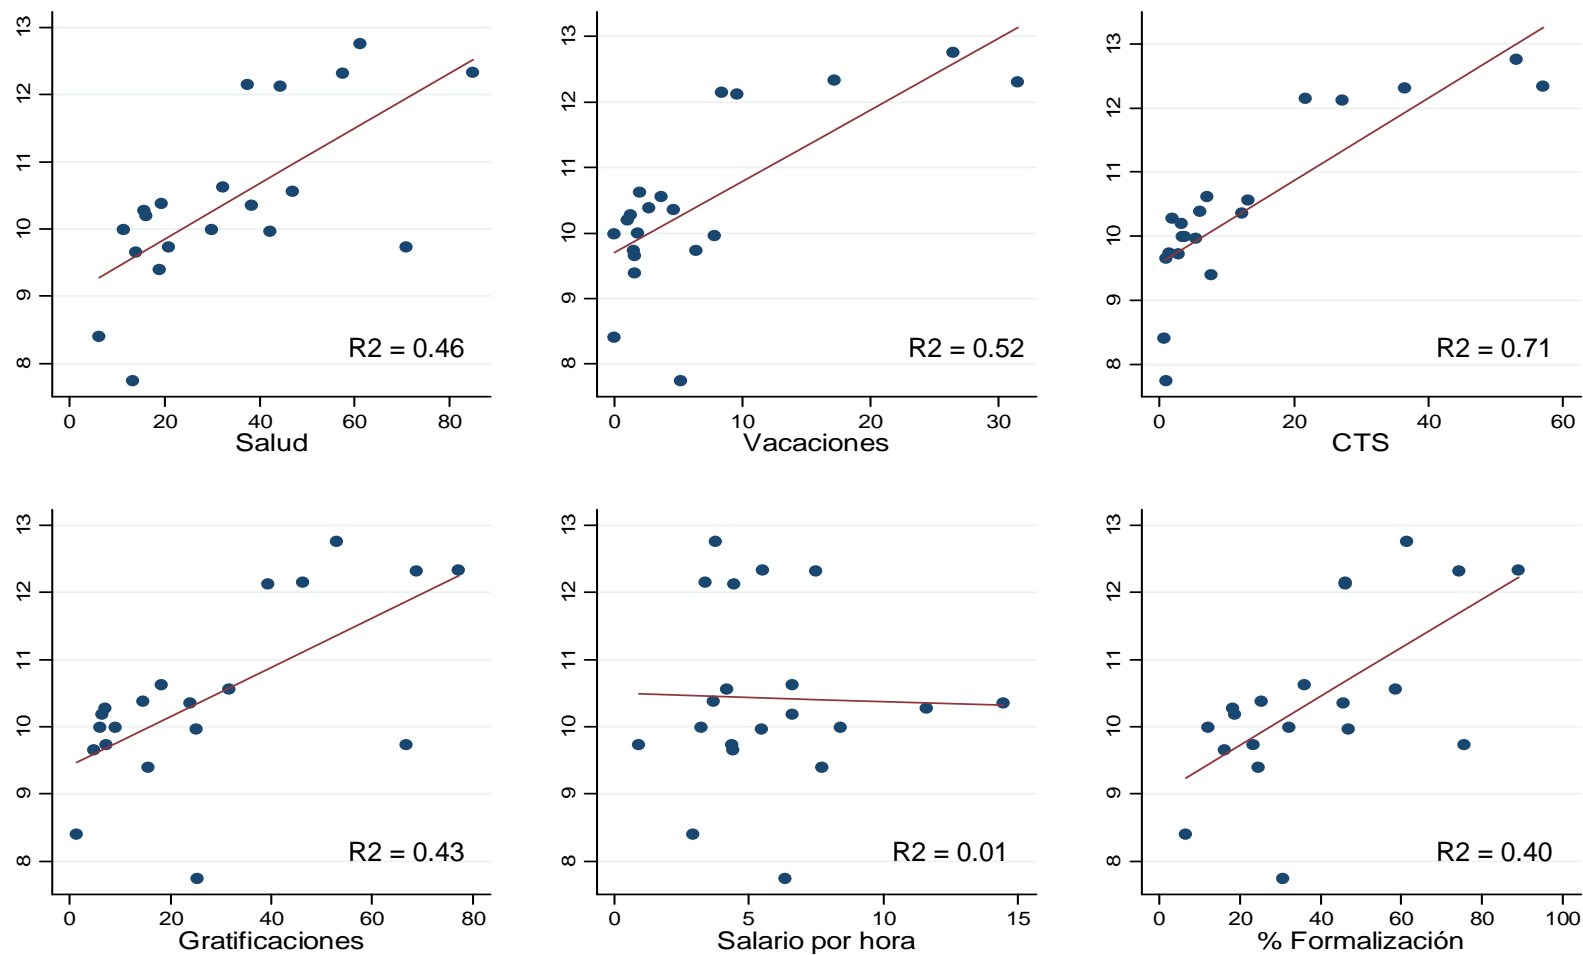 13
12
11
10
9
8
R2 = 0.46
0 20 40 60 80
Salud
13
12
11
10
9
8
R2 = 0.52
0 10 20 30
Vacaciones
13
12
11
10
9
8
R2 = 0.71
0 20 40 60
CTS
13
12
11
10
9
8
R2 = 0.43
0 20 40 60 80
Gratificaciones
13
12
11
10
9
8
R2 = 0.01
0 5 10 15
Salario por hora
13
12
11
10
9
8
R2 = 0.40
0 20 40 60 80 100
% Formalización